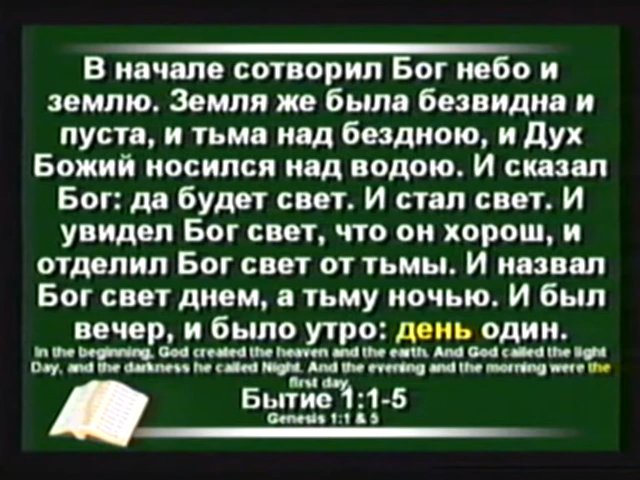 В начале сотворил Бог небо и
землю. Земля же была безвидна и
пуста, и тьма над бездною, и Дух
Божий носился над водою. И сказал
Бог: да будет свет. И стал свет. И
увидел Бог свет, что он хорош, и
отделил Бог свет от тьмы. И назвал
Бог свет днем, а тьму ночью. И был
вечер, и было утро: день один.
In the beginning, God created the heaven and the earth. And God called the light
Day, and the darkness he called Night. And the evening and the morning were the
first day.
Бытие 1:1-5
Genesis 1:1 & 5